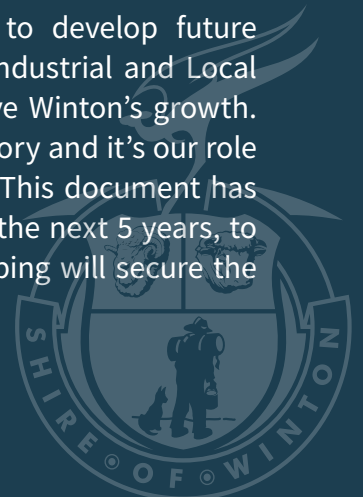 to develop future
ndustrial and Local
ve Winton’s growth.
ory and it’s our role
This document has
the next 5 years, to
ping will secure the
SHIRE OF WINTON